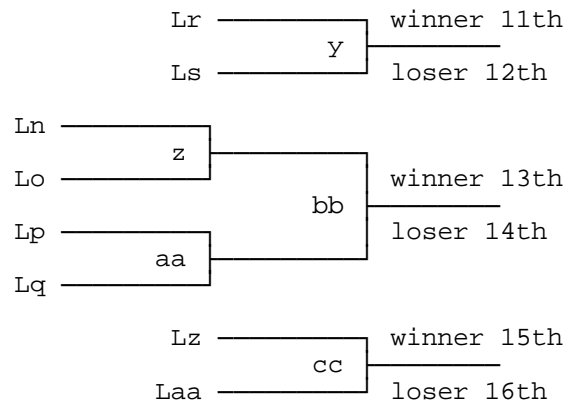 Lr winner 11th
y
Ls loser 12th
Ln
z
Lo winner 13th
bb
Lp loser 14th
aa
Lq
Lz winner 15th
cc
Laa loser 16th